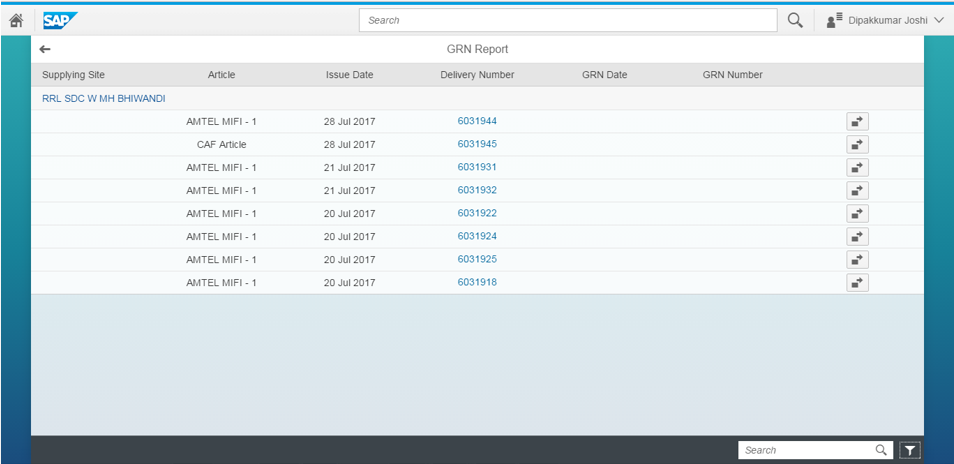 SAP Search Dipakkumar Joshi
GRN Report
Supplying Site Article Issue Date Delivery Number GRN Date GRN Number
RRL SDC W MH BHIWANDI
AMTEL MIFI - 1 28 Jul 2017 6031944
CAF Article 28 Jul 2017 6031945
AMTEL MIFI - 1 21 Jul 2017 6031931
AMTEL MIFI - 1 21 Jul 2017 6031932
AMTEL MIFI - 1 20 Jul 2017 6031922
AMTEL MIFI - 1 20 Jul 2017 6031924
AMTEL MIFI - 1 20 Jul 2017 6031925
AMTEL MIFI - 1 20 Jul 2017 6031918
Search